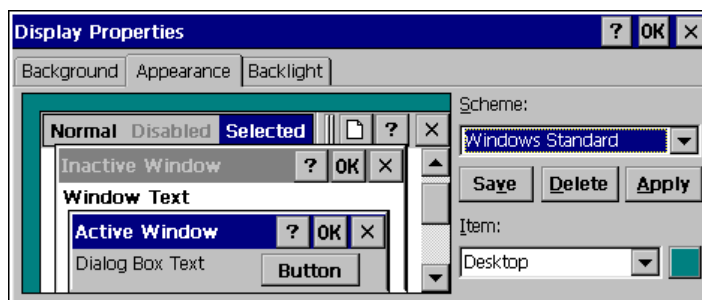 Display Properties ? OK ×
Background Appearance Backlight
Scheme:
Normal Disabled Selected ? ×
Windows Standard
Inactive Window ? OK ×
Save Delete Apply
Window Text
Item:
Active Window ? OK ×
Dialog Box Text Button
Desktop